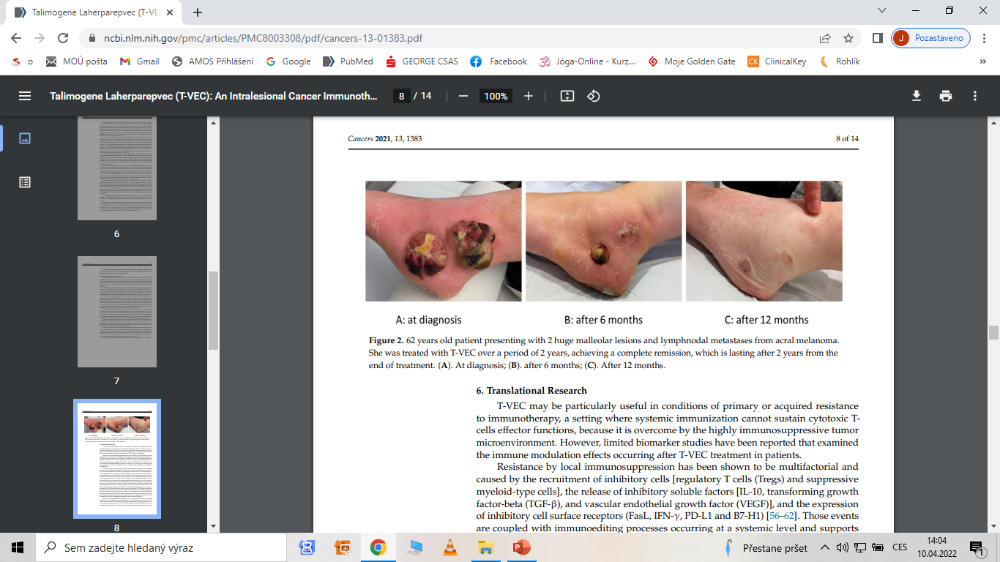 Talimogene Laherparepvec (T-VE
ncbi.nlm.nih.gov/pmc/articles/PMC8003308/pdf/cancers-13-01383.pdf
J Pozastaveno
S o MOÚ pošta Gmail AMOS Přihlášení Google PubMed GEORGE CSAS Facebook Jóga-Online - Kurz... Moje Golden Gate CK ClinicalKey Rohlík »
Talimogene Laherparepvec (T-VEC): An Intralesional Cancer Immunoth... 8 / 14 100%
6
7
8
Cancers 2021, 13, 1383 8 of 14
A: at diagnosis B: after 6 months C: after 12 months
Figure 2. 62 years old patient presenting with 2 huge malleolar lesions and lymphnodal metastases from acral melanoma.
She was treated with T-VEC over a period of 2 years, achieving a complete remission, which is lasting after 2 years from the
end of treatment. (A). At diagnosis; (B). after 6 months; (C). After 12 months.
6. Translational Research
T-VEC may be particularly useful in conditions of primary or acquired resistance
to immunotherapy, a setting where systemic immunization cannot sustain cytotoxic T-
cells effector functions, because it is overcome by the highly immunosuppressive tumor
microenvironment. However, limited biomarker studies have been reported that examined
the immune modulation effects occurring after T-VEC treatment in patients.
Resistance by local immunosuppression has been shown to be multifactorial and
caused by the recruitment of inhibitory cells [regulatory T cells (Tregs) and suppressive
myeloid-type cells], the release of inhibitory soluble factors [IL-10, transforming growth
factor-beta (TGF-β), and vascular endothelial growth factor (VEGF)], and the expression
of inhibitory cell surface receptors (FasL, IFN-γ, PD-L1 and B7-H1) [56–62]. Those events
are coupled with immunoediting processes occurring at a systemic level and supports
Sem zadejte hledaný výraz
Přestane pršet
CES
14:04
10.04.2022
1